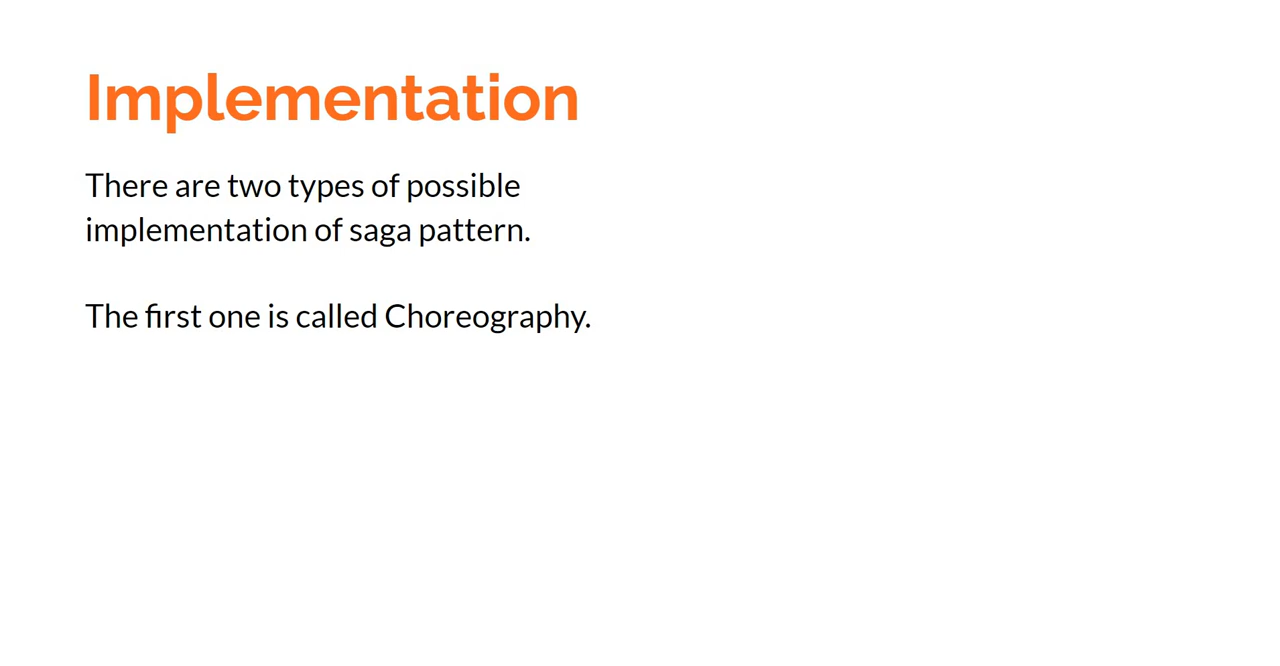 Implementation
There are two types of possible
implementation of saga pattern.
The first one is called Choreography.